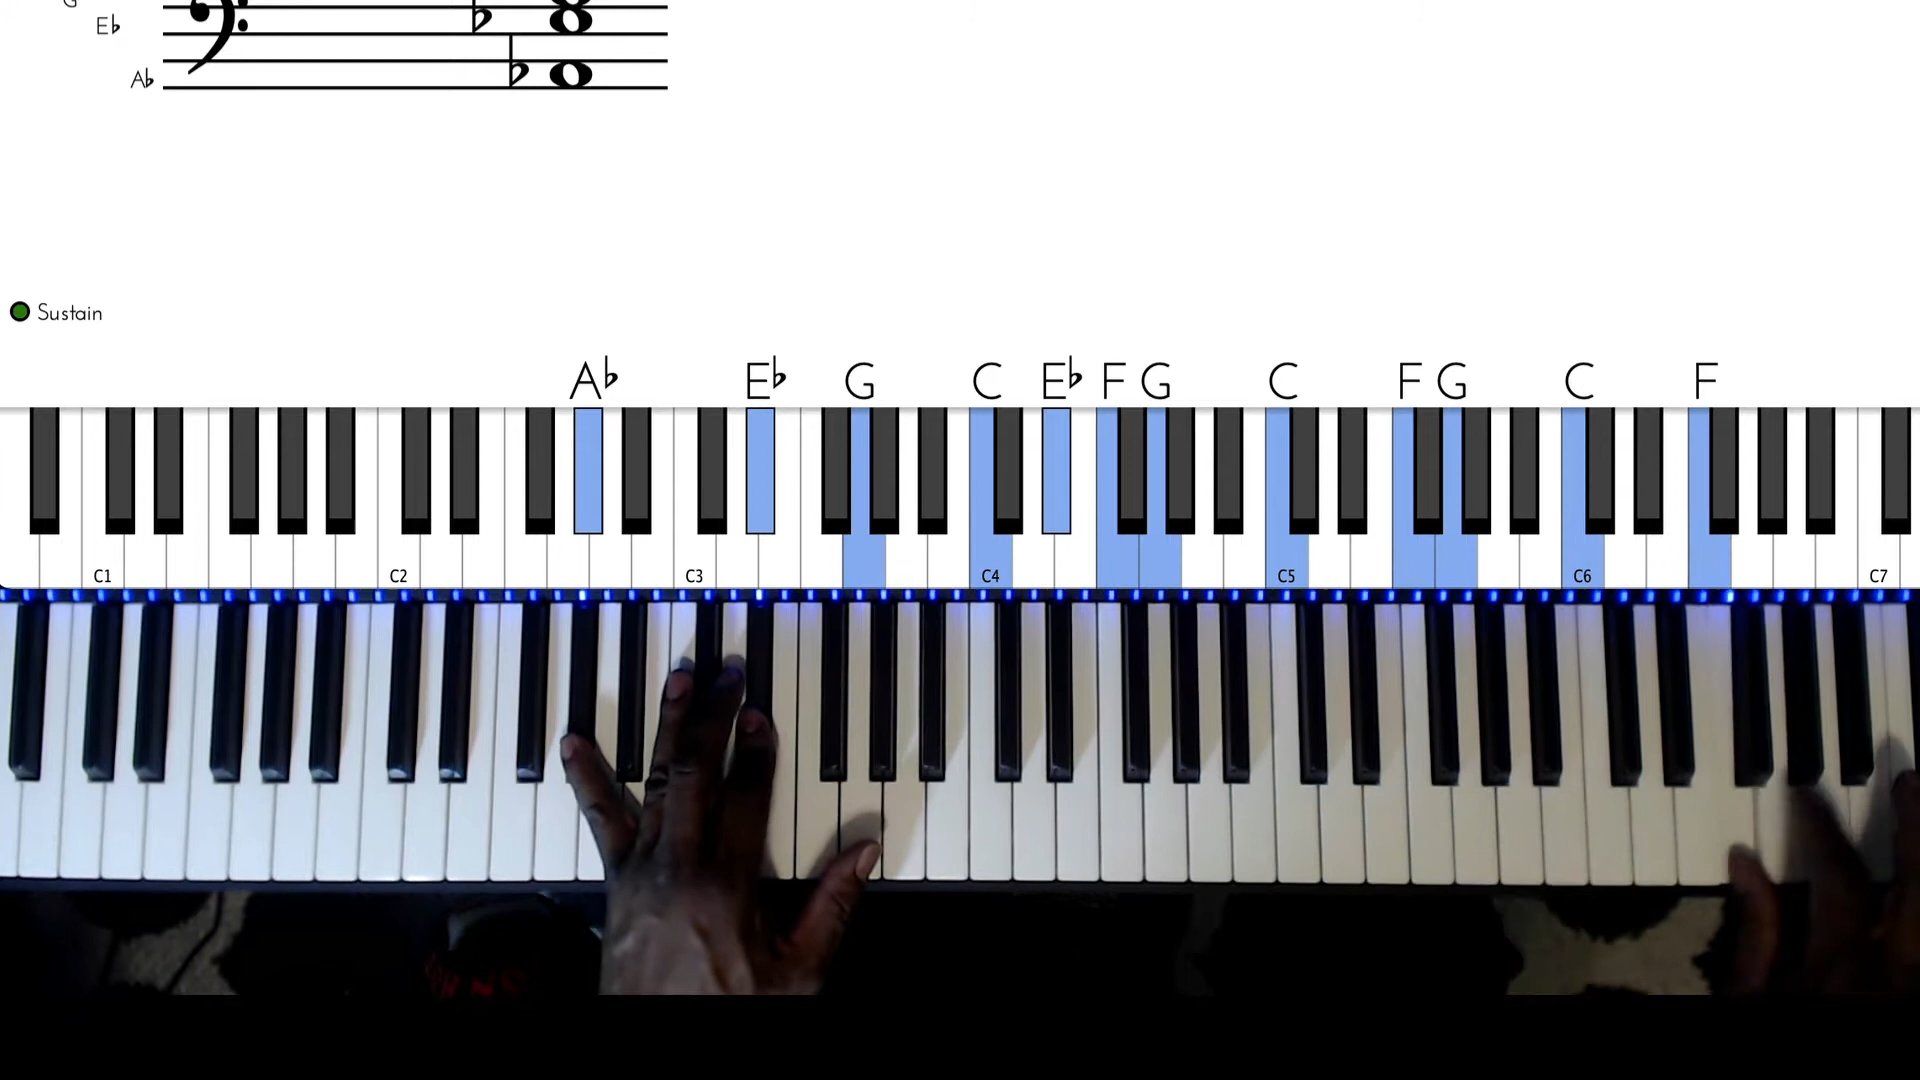 G
E♭
A♭
Sustain
A♭ E♭ G C E♭ F G C F G C F
C1 C2 C3 C4 C5 C6 C7